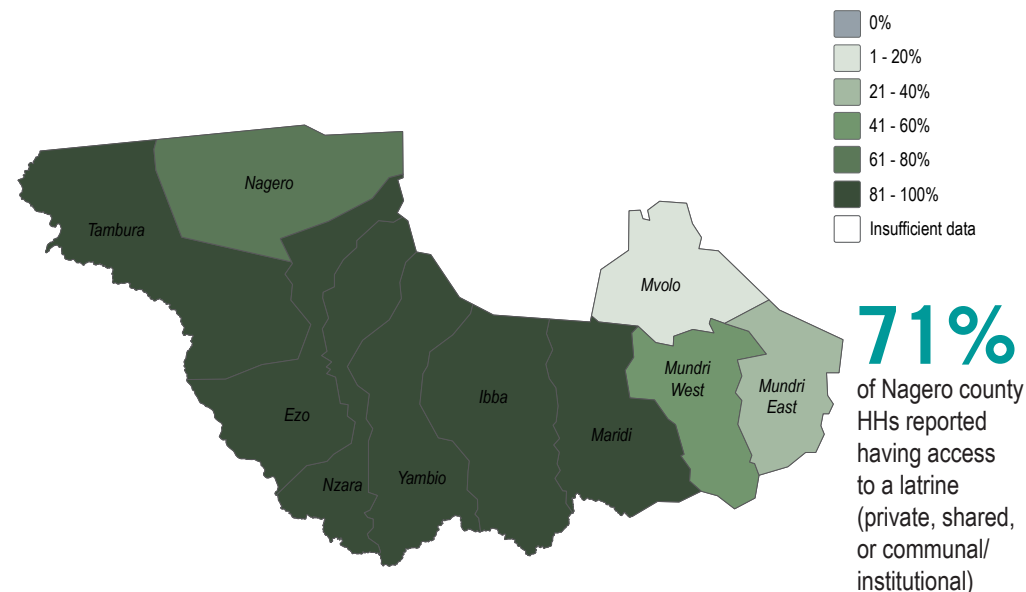 0%
1 - 20%
21 - 40%
41 - 60%
61 - 80%
81 - 100%
Insufficient data
Nagero
Tambura
Mvolo
Mundri
West
Mundri
East
Ibba
Ezo
Maridi
Nzara
Yambio
71%
of Nagero county
HHs reported
having access
to a latrine
(private, shared,
or communal/
institutional)